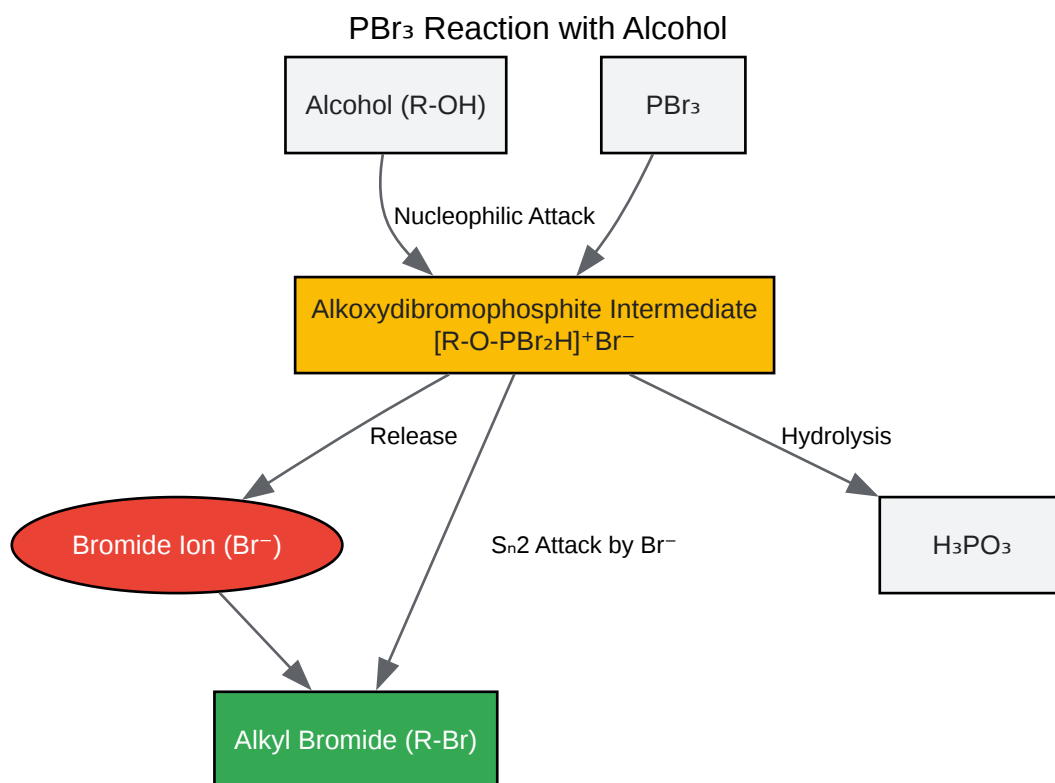 PBr₃ Reaction with Alcohol
Alcohol (R-OH)
PBr₃
Nucleophilic Attack
Alkoxydibromophosphite Intermediate
[R-O-PBr₂H]⁺Br⁻
Release
Hydrolysis
Bromide Ion (Br⁻)
Sₙ2 Attack by Br⁻
H₃PO₃
Alkyl Bromide (R-Br)